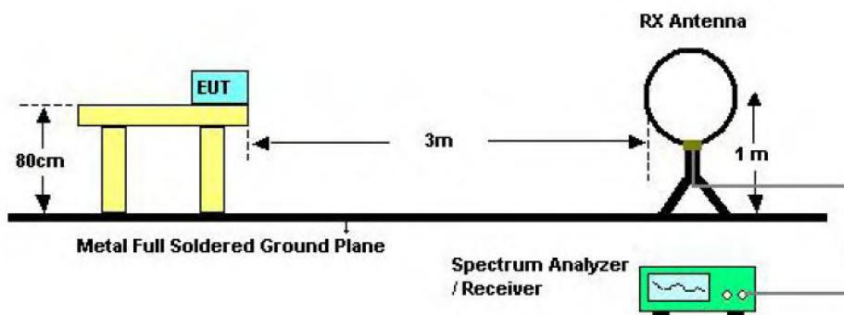 RX Antenna
EUT
3m
80cm
1 m
Metal Full Soldered Ground Plane
Spectrum Analyzer
/ Receiver